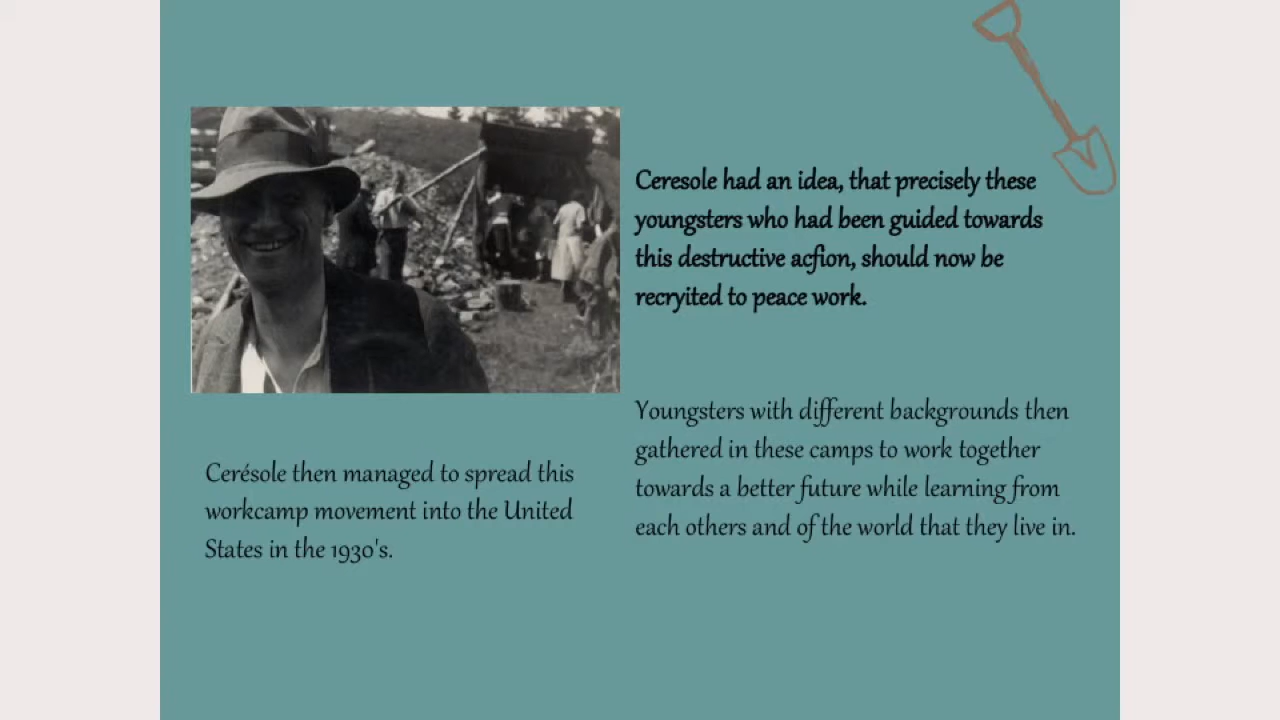 Ceresole had an idea, that precisely these
youngsters who had been guided towards
this destructive acfion, should now be
recryited to peace work.
Youngsters with different backgrounds then
gathered in these camps to work together
towards a better future while learning from
each others and of the world that they live in.
Cerésole then managed to spread this
workcamp movement into the United
States in the 1930's.